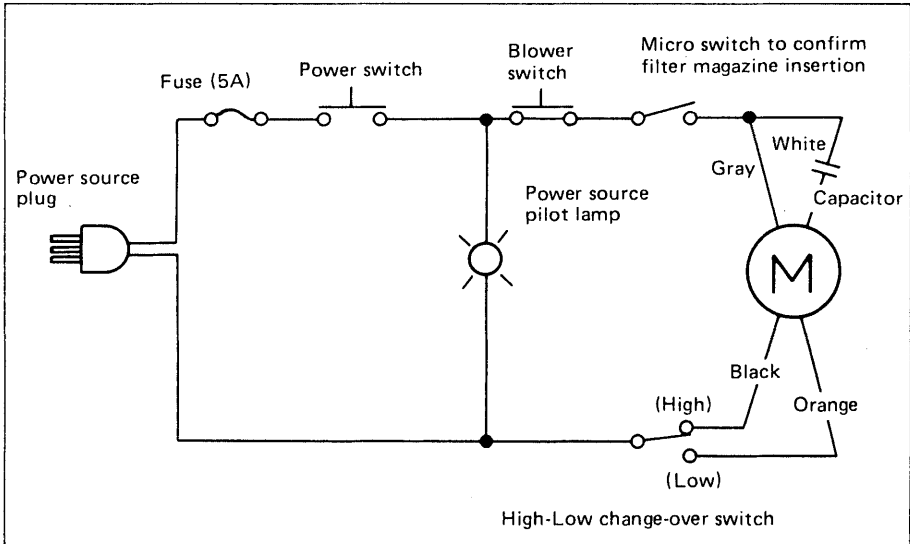 Fuse (5A)
Power switch
Blower
switch
Micro switch to confirm
filter magazine insertion
White
Gray
Capacitor
Power source
plug
Power source
pilot lamp
M
Black
Orange
(High)
(Low)
High-Low change-over switch